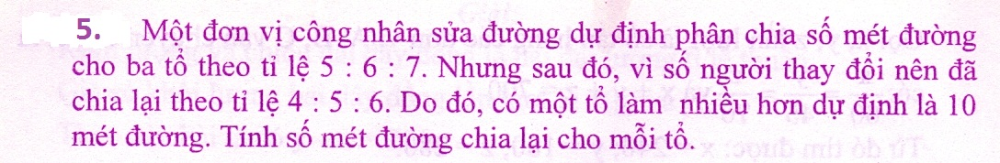 5. Một đơn vị công nhân sửa đường dự định phân chia số mét đường
cho ba tổ theo tỉ lệ 5 : 6 : 7. Nhưng sau đó, vì số người thay đổi nên đã
chia lại theo tỉ lệ 4 : 5 : 6. Do đó, có một tổ làm nhiều hơn dự định là 10
mét đường. Tính số mét đường chia lại cho mỗi tổ.